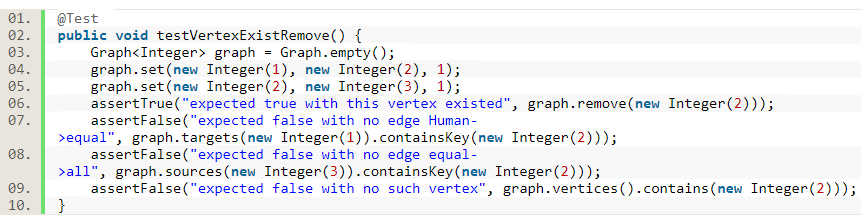 01. @Test
02. public void testVertexExistRemove() {
03. Graph<Integer> graph = Graph.empty();
04. graph.set(new Integer(1), new Integer(2), 1);
05. graph.set(new Integer(2), new Integer(3), 1);
06. assertTrue("expected true with this vertex existed", graph.remove(new Integer(2)));
07. assertFalse("expected false with no edge Human-
>equal", graph.targets(new Integer(1)).containsKey(new Integer(2)));
08. assertFalse("expected false with no edge equal-
>all", graph.sources(new Integer(3)).containsKey(new Integer(2)));
09. assertFalse("expected false with no such vertex", graph.vertices().contains(new Integer(2)));
10. }